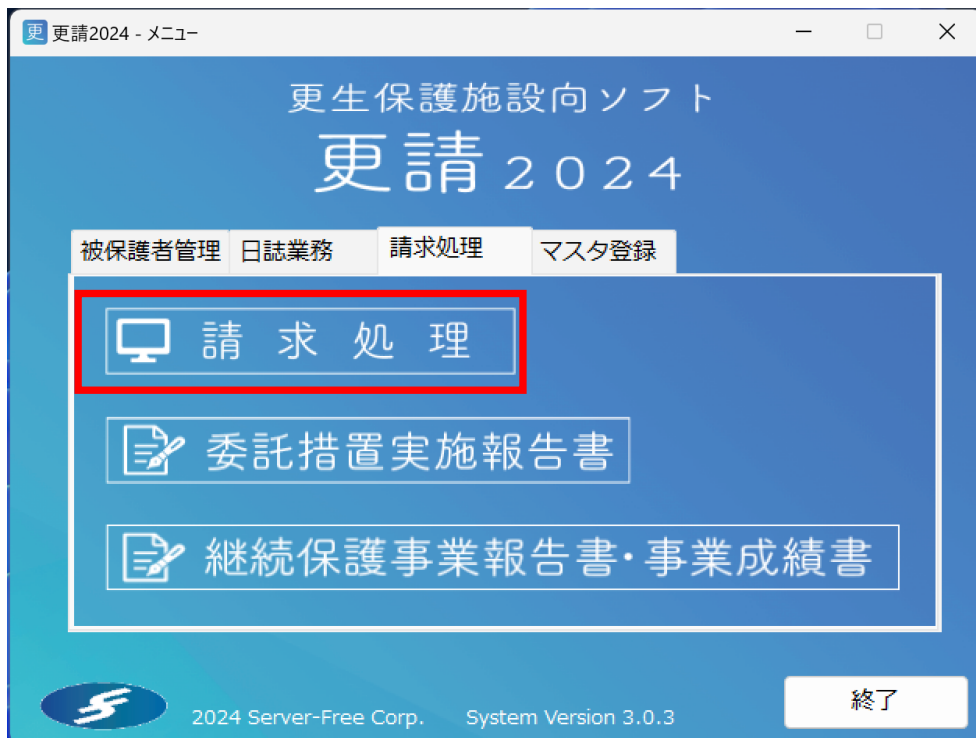 更 更請2024 - メニュー
更生保護施設向ソフト
更請2024
被保護者管理 日誌業務 請求処理 マスタ登録
請求処理
委託措置実施報告書
継続保護事業報告書・事業成績書
2024 Server-Free Corp. System Version 3.0.3
終了